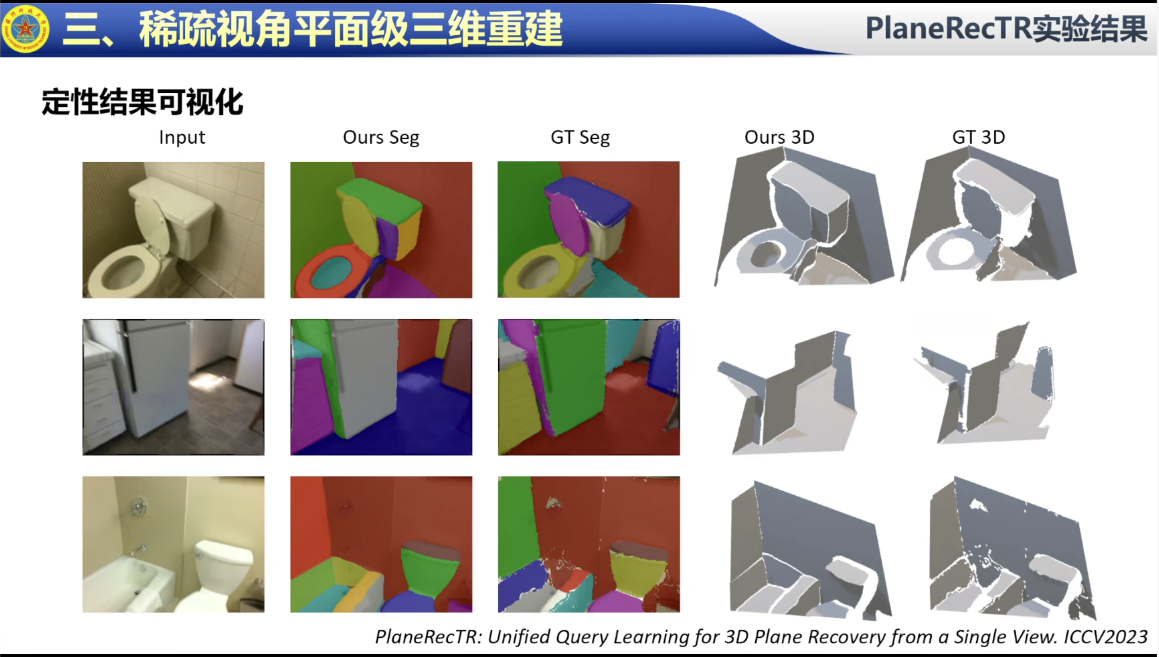 三、稀疏视角平面级三维重建
PlaneRecTR实验结果
定性结果可视化
Input
Ours Seg
GT Seg
Ours 3D
GT 3D
PlaneRecTR: Unified Query Learning for 3D Plane Recovery from a Single View. ICCV2023